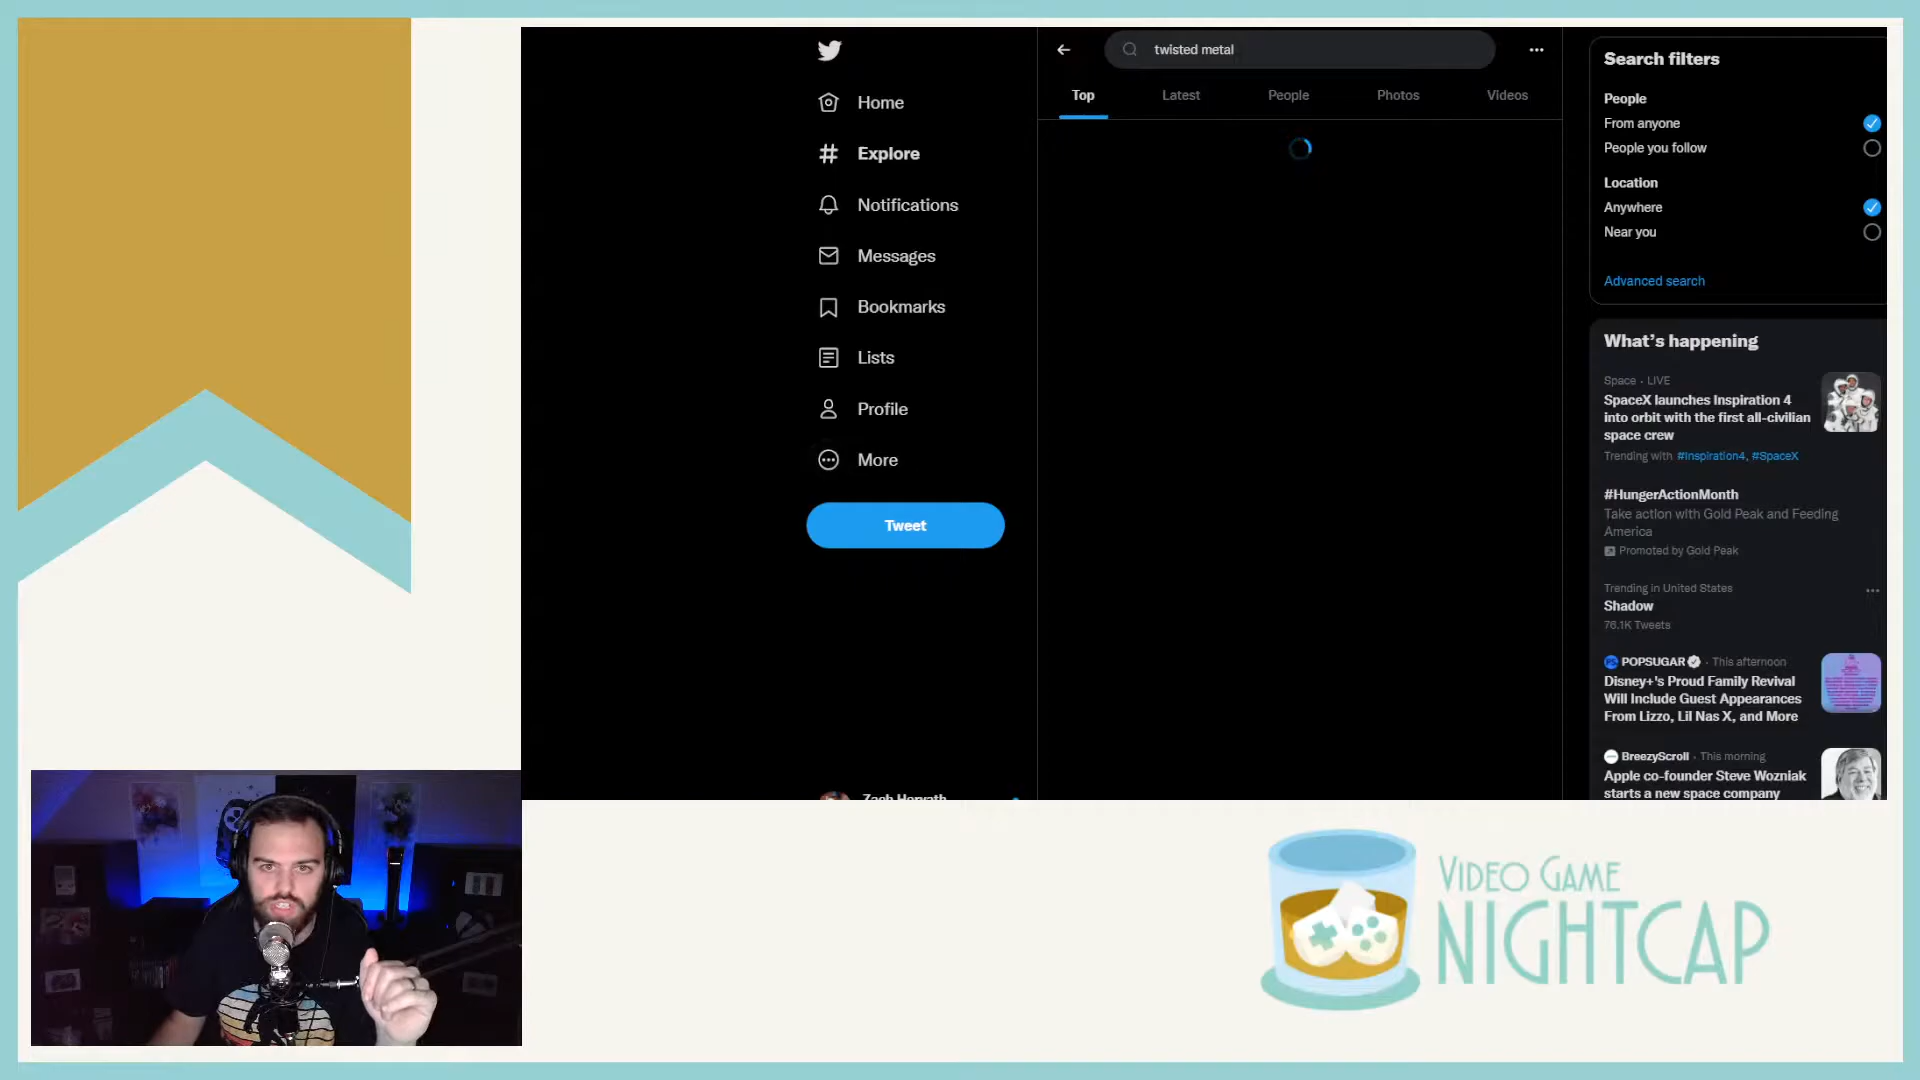 Home
Explore
Notifications
Messages
Bookmarks
Lists
Profile
More
Tweet
Zach Horvath
twisted metal
Top
Latest
People
Photos
Videos
Search filters
People
From anyone
People you follow
Location
Anywhere
Near you
Advanced search
What's happening
Space · LIVE
SpaceX launches Inspiration 4
into orbit with the first all-civilian
space crew
Trending with #Inspiration4, #SpaceX
#HungerActionMonth
Take action with Gold Peak and Feeding
America
Promoted by Gold Peak
Trending in United States
Shadow
76.1K Tweets
POPSUGAR · This afternoon
Disney+'s Proud Family Revival
Will Include Guest Appearances
From Lizzo, Lil Nas X, and More
BreezyScroll · This morning
Apple co-founder Steve Wozniak
starts a new space company
VIDEO GAME
NIGHTCAP